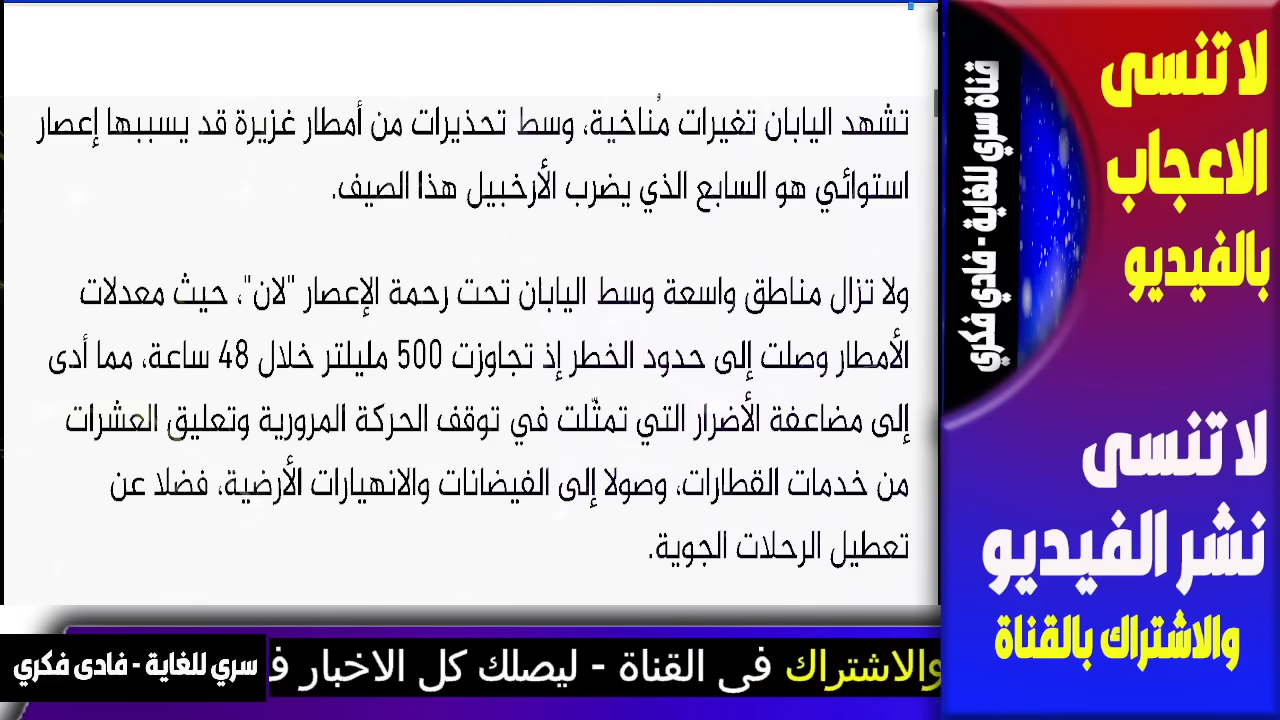 تشهد اليابان تغيرات مُناخية، وسط تحذيرات من أمطار غزيرة قد يسببها إعصار
استوائي هو السابع الذي يضرب الأرخبيل هذا الصيف.
ولا تزال مناطق واسعة وسط اليابان تحت رحمة الإعصار "لان"، حيث معدلات
الأمطار وصلت إلى حدود الخطر إذ تجاوزت 500 مليلتر خلال 48 ساعة، مما أدى
إلى مضاعفة الأضرار التي تمثّلت في توقف الحركة المرورية وتعليق العشرات
من خدمات القطارات، وصولا إلى الفيضانات والانهيارات الأرضية، فضلا عن
تعطيل الرحلات الجوية.
لا تنسى
الاعجاب
بالفيديو
قناة سري للغاية - فادي فكري
لا تنسى
نشر الفيديو
والاشتراك بالقناة
والاشتراك فى القناة - ليصلك كل الاخبار ف
سري للغاية - فادى فكري